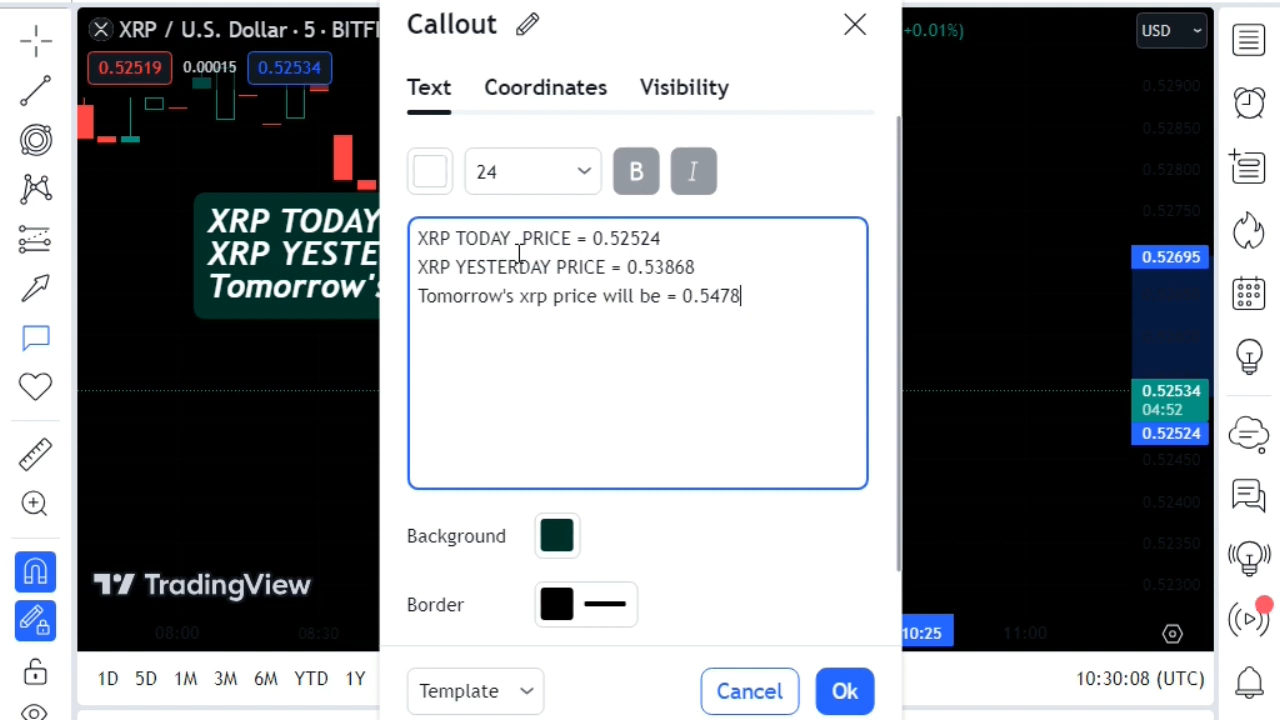 XRP / U.S. Dollar · 5 · BITFI
+0.01%)
USD
0.52519
0.00015
0.52534
XRP TODAY
XRP YESTE
Tomorrow's
Callout
Text
Coordinates
Visibility
24
B
I
XRP TODAY  PRICE = 0.52524
XRP YESTERDAY PRICE = 0.53868
Tomorrow's xrp price will be = 0.5478
Background
Border
Template
Cancel
Ok
0.52900
0.52850
0.52800
0.52750
0.52695
0.52534
04:52
0.52524
0.52450
0.52400
0.52350
0.52300
TradingView
08:00
08:30
10:25
11:00
1D
5D
1M
3M
6M
YTD
1Y
10:30:08 (UTC)